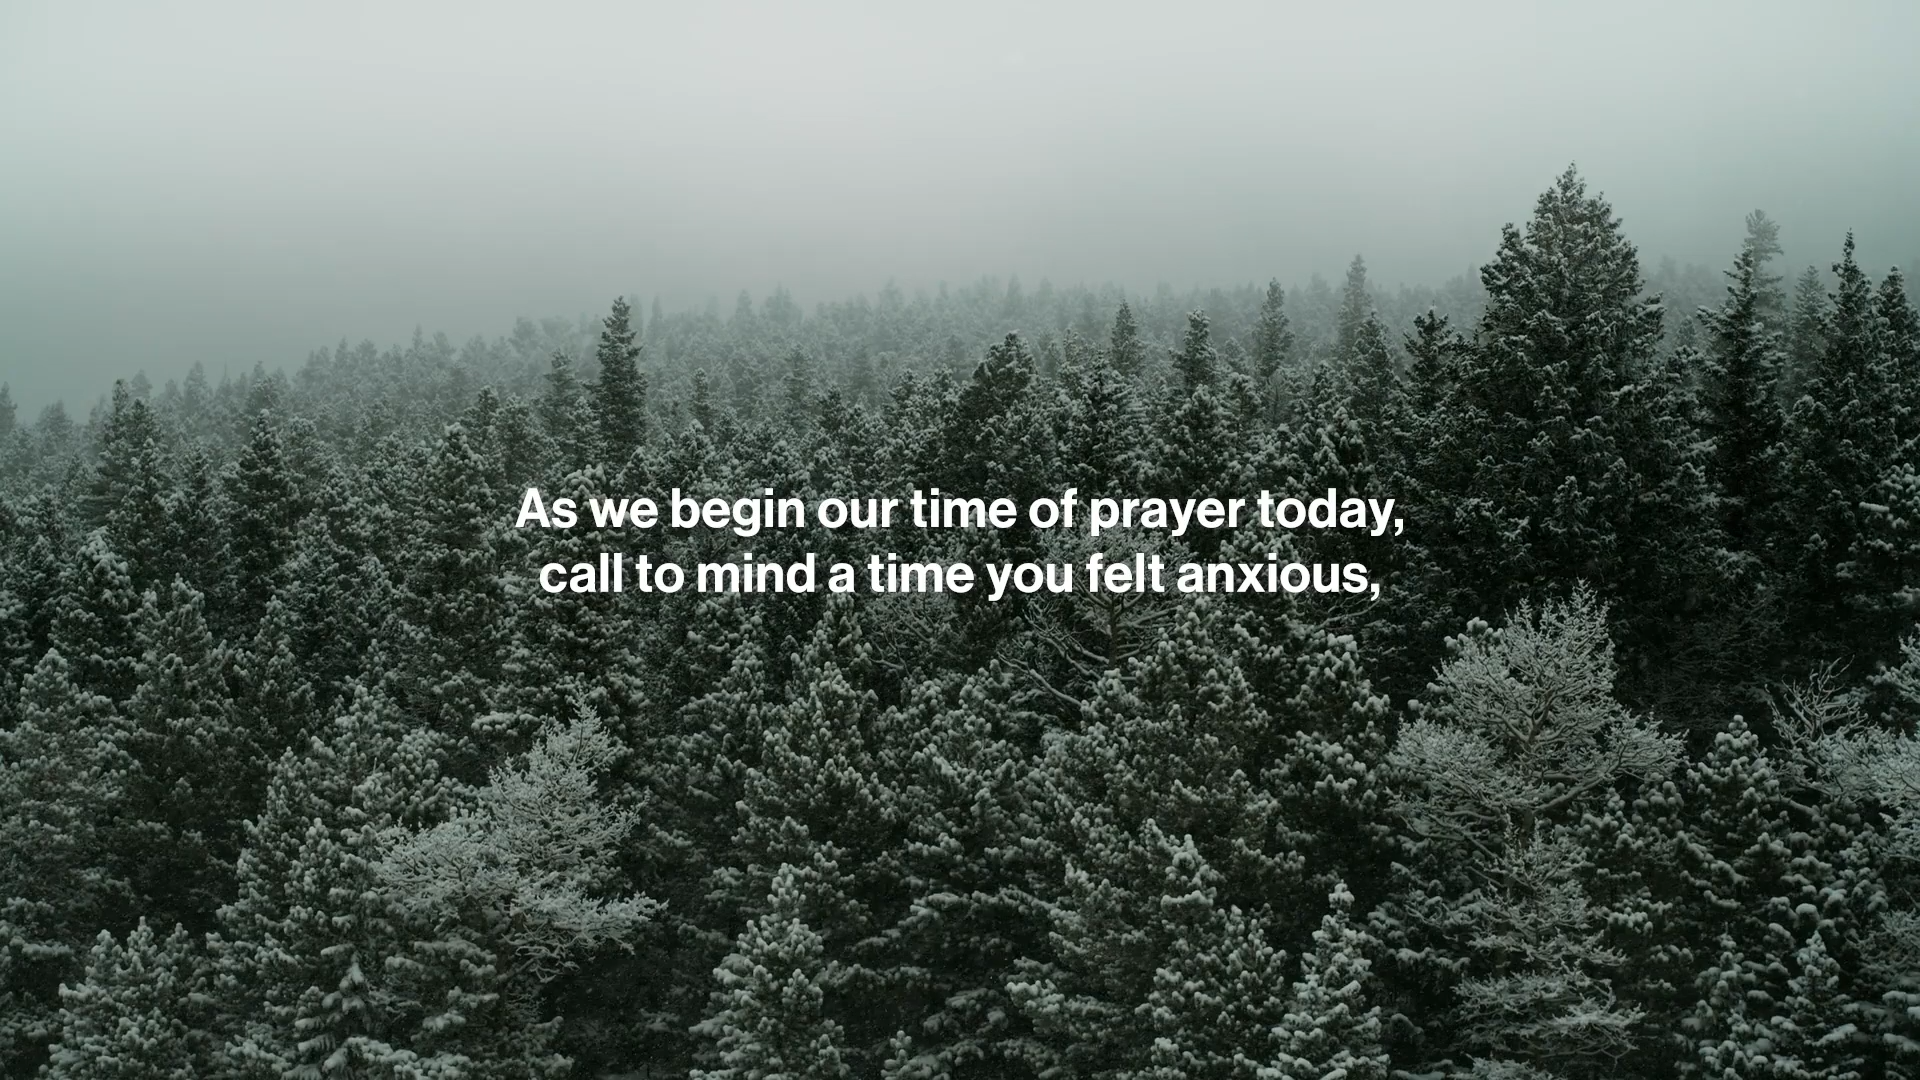 As we begin our time of prayer today,
call to mind a time you felt anxious,